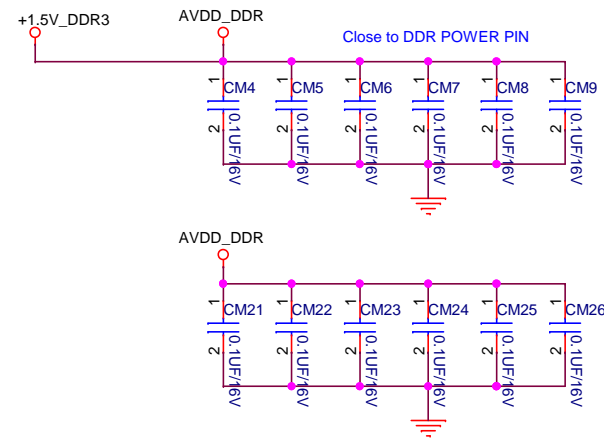 +1.5V_DDR3
AVDD_DDR
Close to DDR POWER PIN
1 CM4 1 CM5 1 CM6 1 CM7 1 CM8 1 CM9
2 0.1UF/16V 2 0.1UF/16V 2 0.1UF/16V 2 0.1UF/16V 2 0.1UF/16V 2 0.1UF/16V
AVDD_DDR
1 CM21 1 CM22 1 CM23 1 CM24 1 CM25 1 CM26
2 0.1UF/16V 2 0.1UF/16V 2 0.1UF/16V 2 0.1UF/16V 2 0.1UF/16V 2 0.1UF/16V